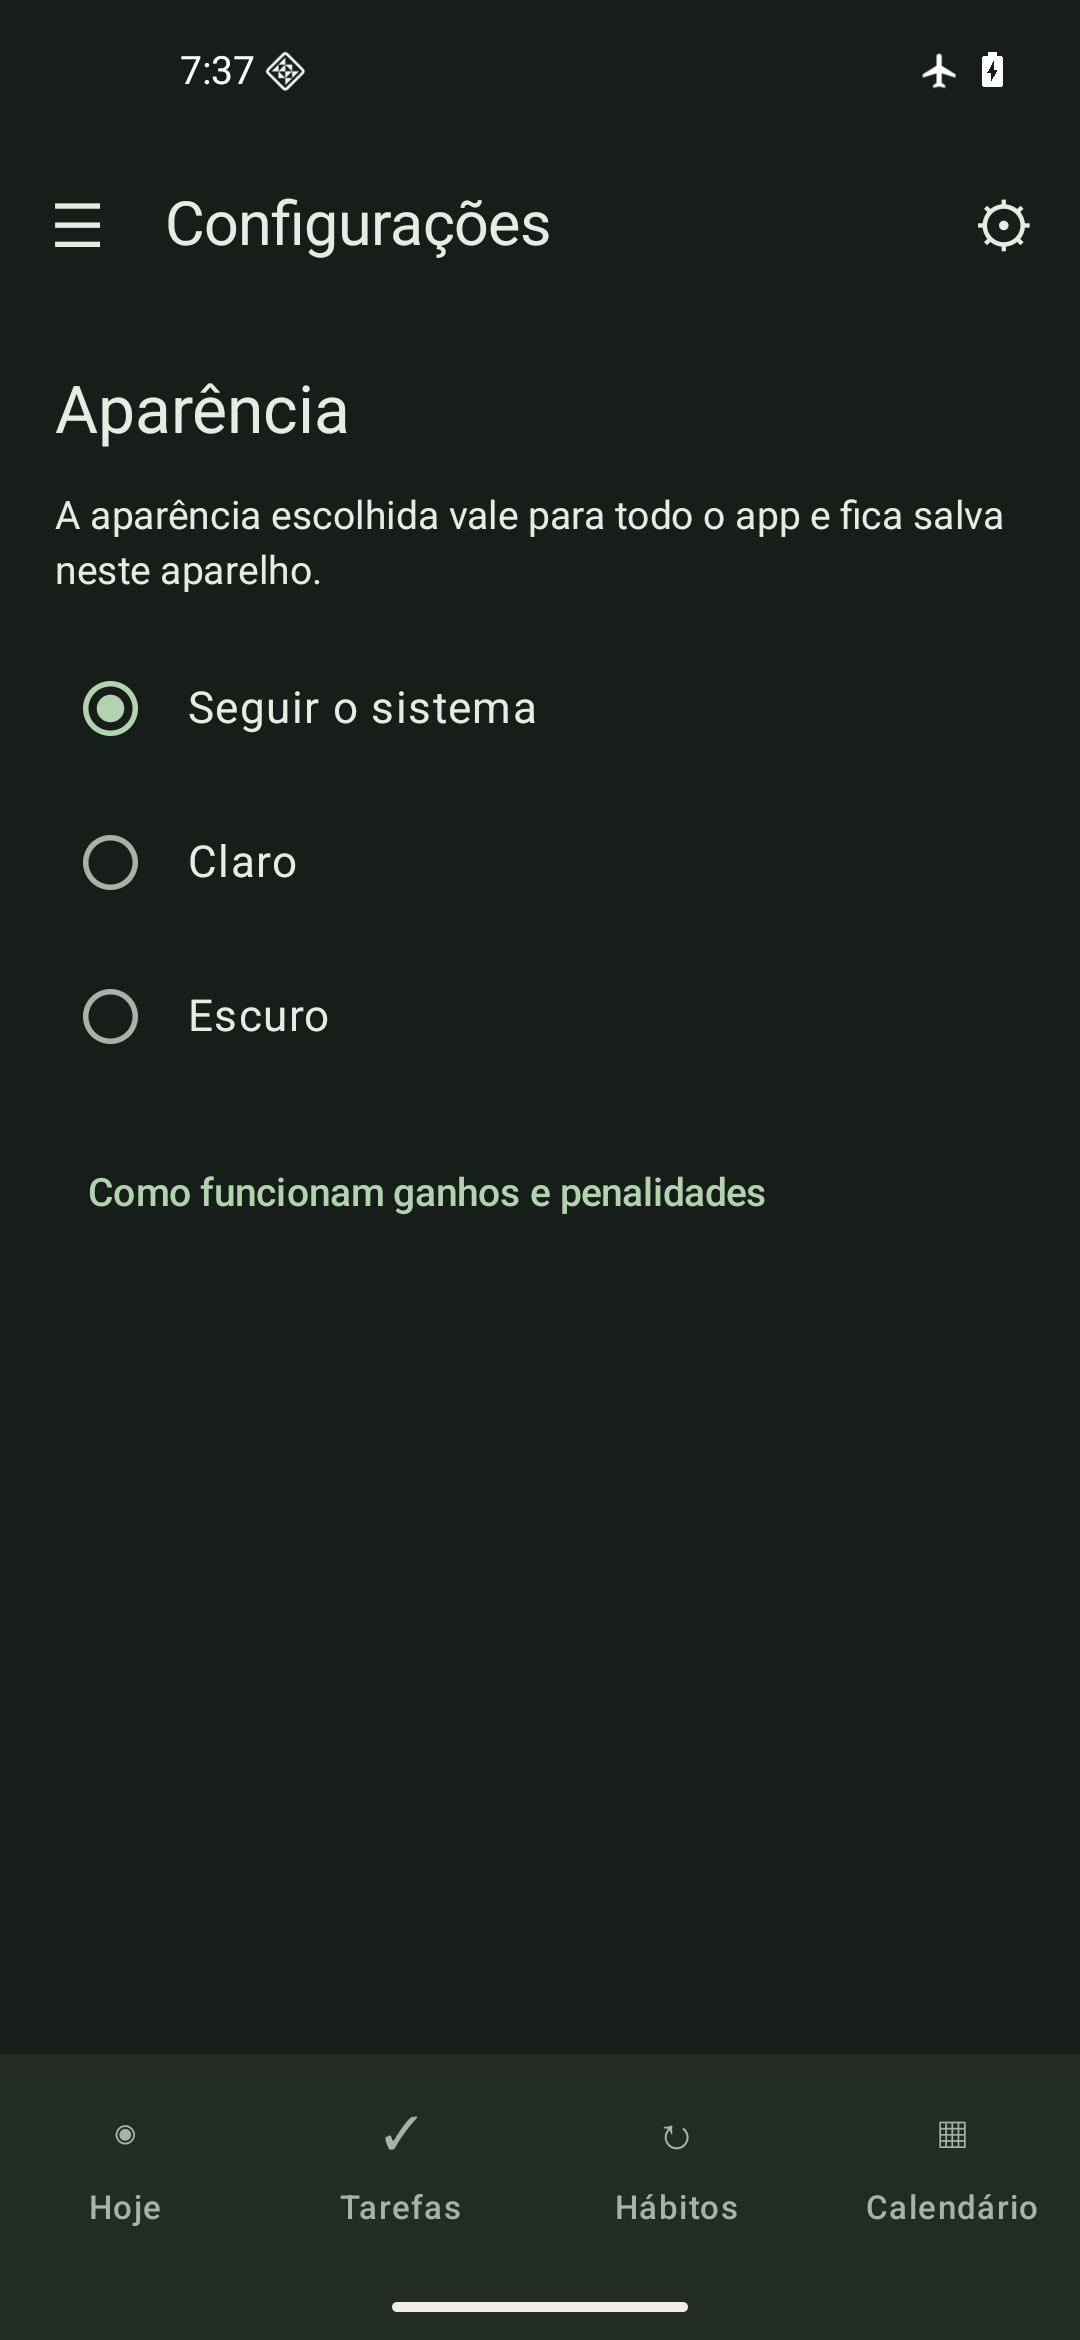 7:37
Configurações
Aparência
A aparência escolhida vale para todo o app e fica salva
neste aparelho.
Seguir o sistema
Claro
Escuro
Como funcionam ganhos e penalidades
Hoje
Tarefas
Hábitos
Calendário